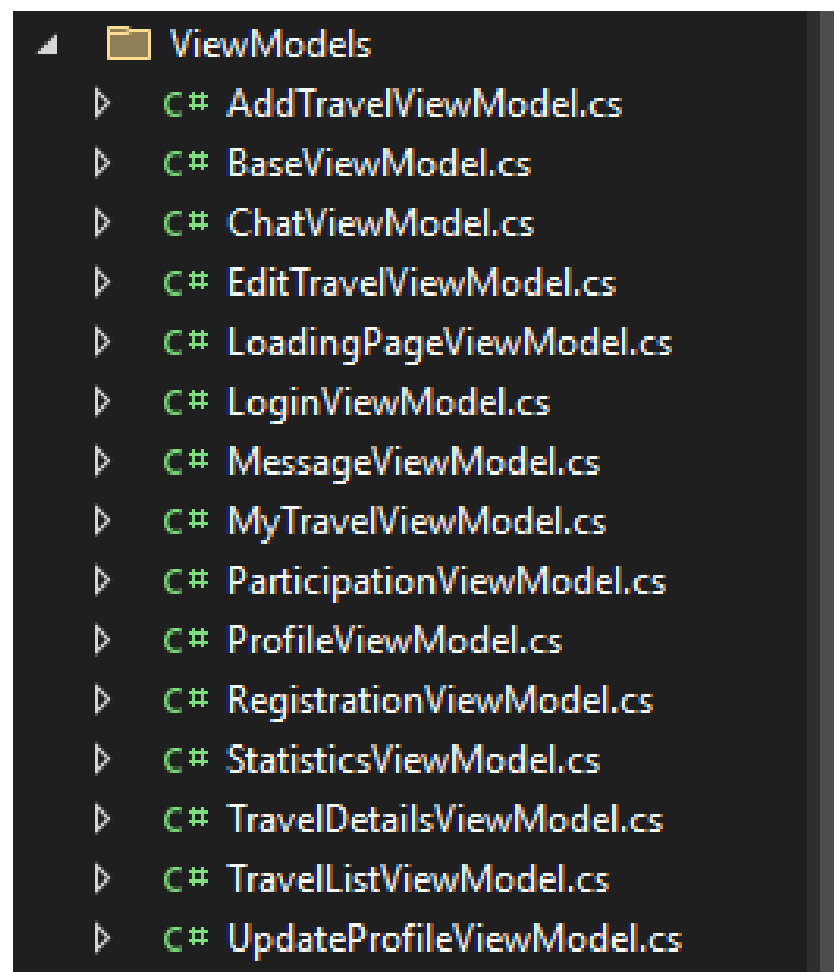 ViewModels
C# AddTravelViewModel.cs
C# BaseViewModel.cs
C# ChatViewModel.cs
C# EditTravelViewModel.cs
C# LoadingPageViewModel.cs
C# LoginViewModel.cs
C# MessageViewModel.cs
C# MyTravelViewModel.cs
C# ParticipationViewModel.cs
C# ProfileViewModel.cs
C# RegistrationViewModel.cs
C# StatisticsViewModel.cs
C# TravelDetailsViewModel.cs
C# TravelListViewModel.cs
C# UpdateProfileViewModel.cs